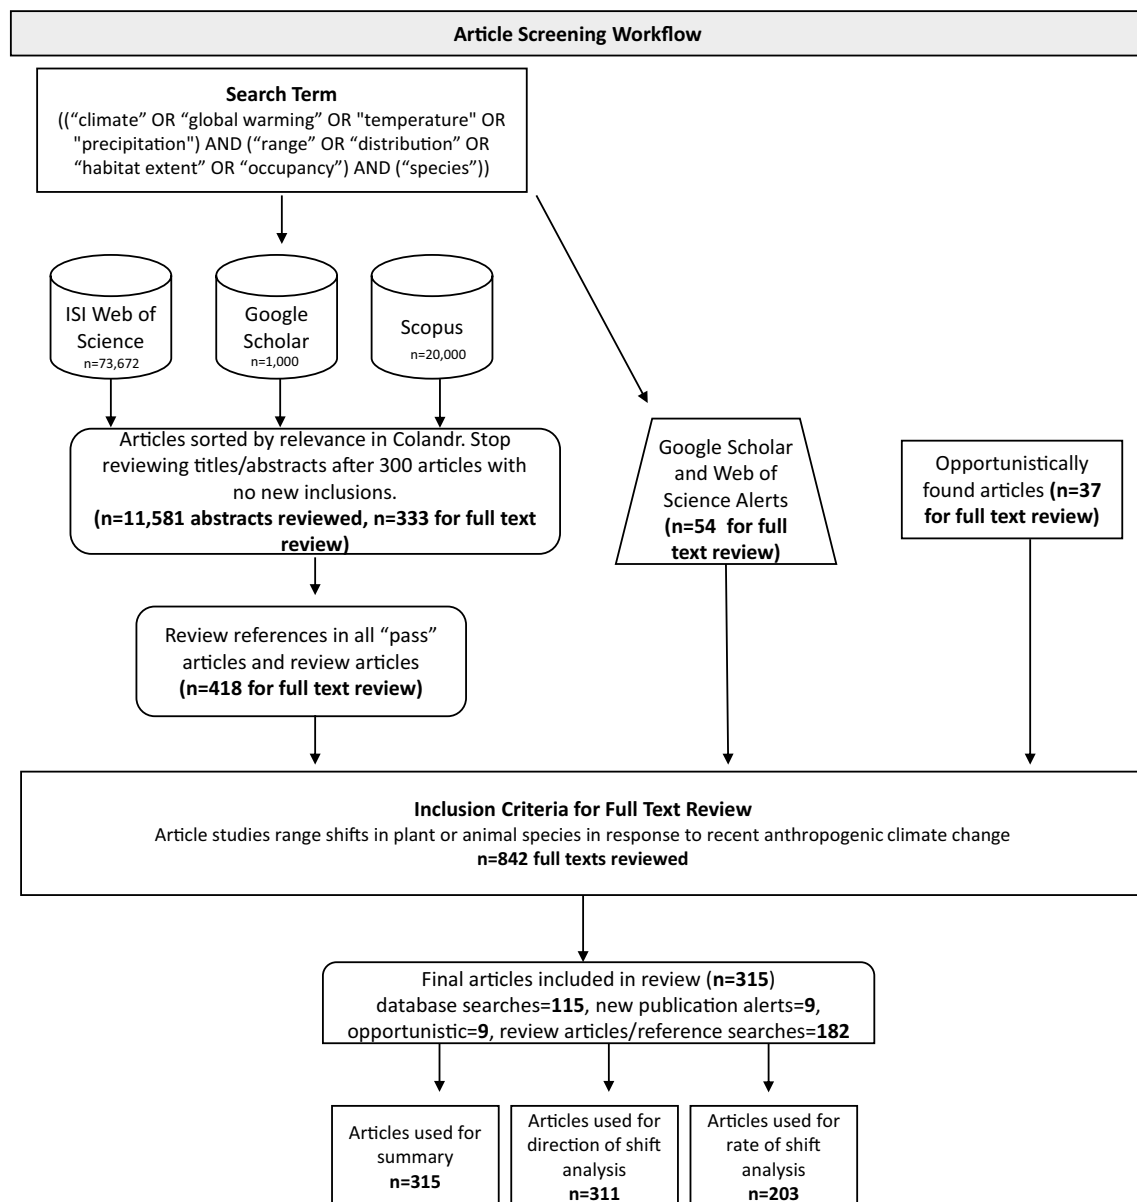 Article Screening Workflow
Search Term
((“climate” OR “global warming” OR "temperature" OR
"precipitation") AND (“range” OR “distribution” OR
“habitat extent” OR “occupancy”) AND (“species”))
ISI Web of
Science
n=73,672
Google
Scholar
n=1,000
Scopus
n=20,000
Articles sorted by relevance in Colandr. Stop
reviewing titles/abstracts after 300 articles with
no new inclusions.
(n=11,581 abstracts reviewed, n=333 for full text
review)
Google Scholar
and Web of
Science Alerts
(n=54 for full
text review)
Opportunistically
found articles (n=37
for full text review)
Review references in all “pass”
articles and review articles
(n=418 for full text review)
Inclusion Criteria for Full Text Review
Article studies range shifts in plant or animal species in response to recent anthropogenic climate change
n=842 full texts reviewed
Final articles included in review (n=315)
database searches=115, new publication alerts=9,
opportunistic=9, review articles/reference searches=182
Articles used for
summary
n=315
Articles used for
direction of shift
analysis
n=311
Articles used for
rate of shift
analysis
n=203